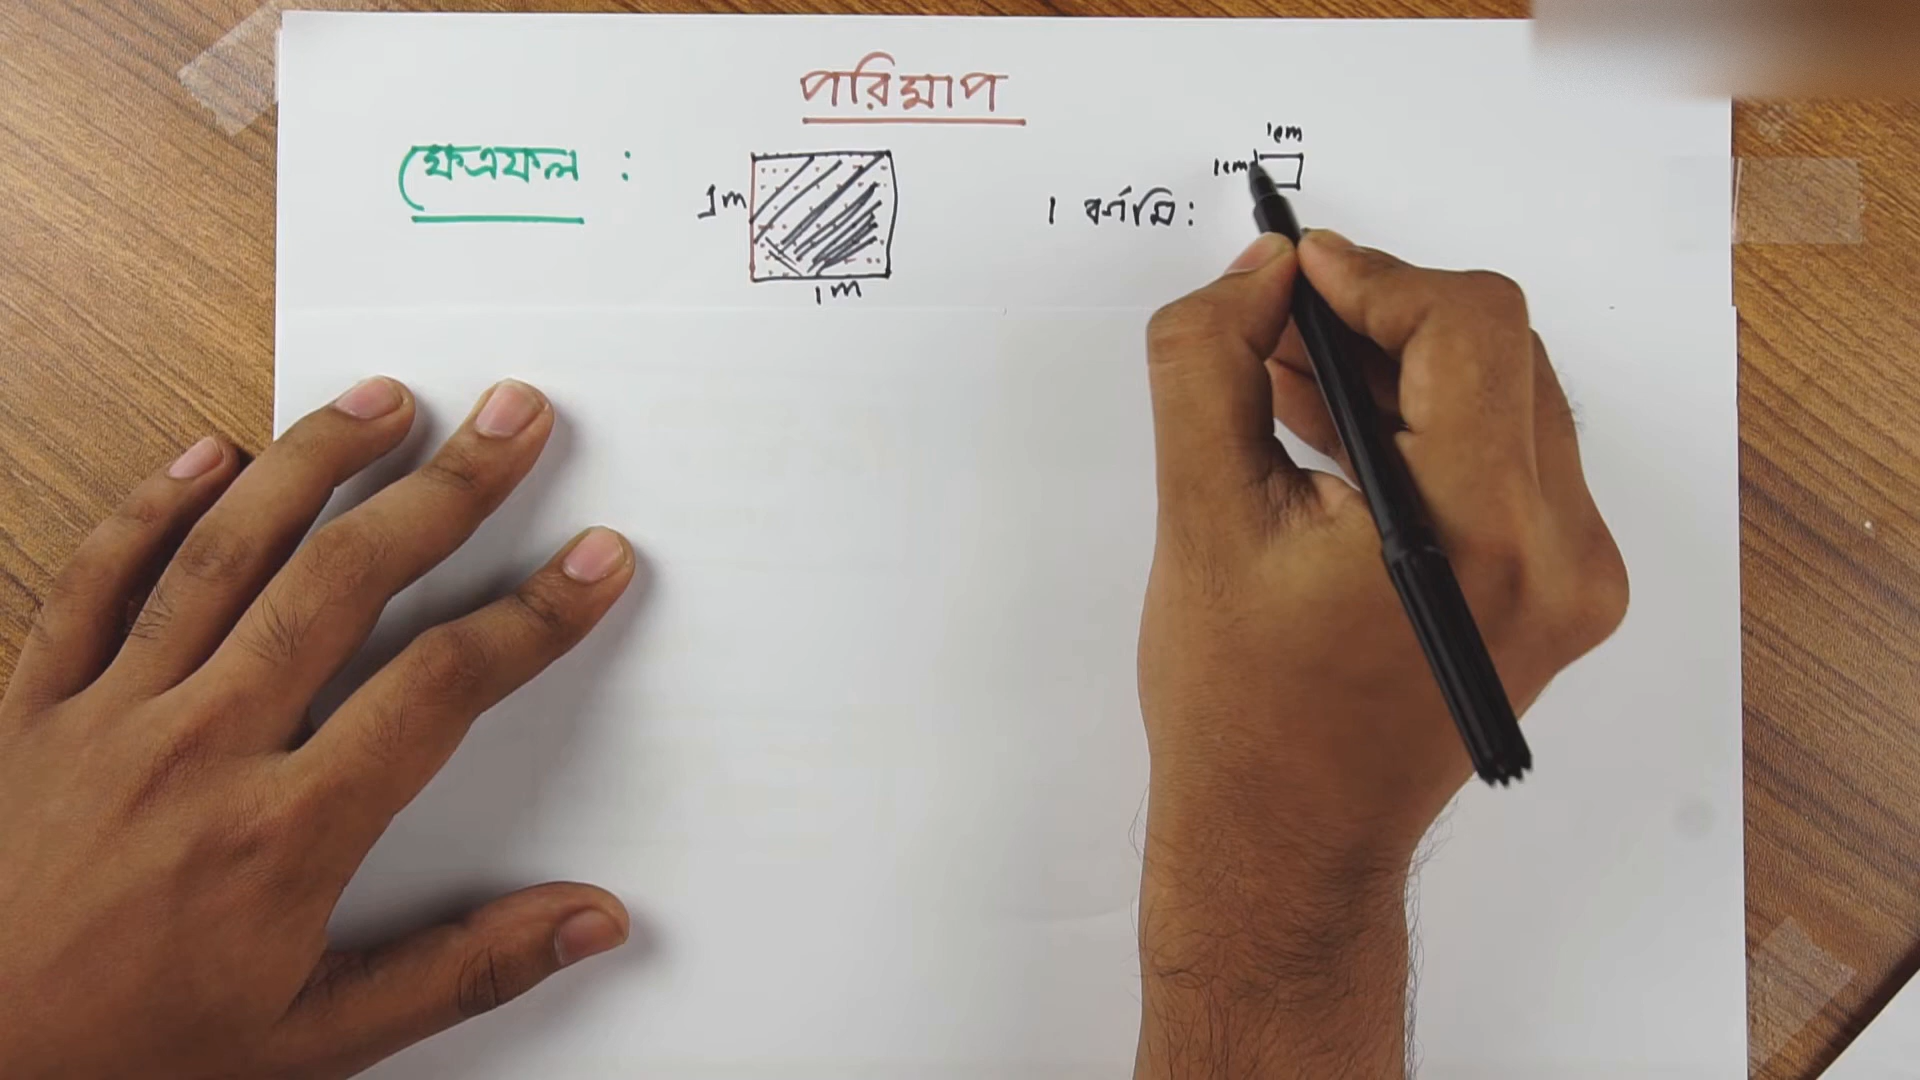 পরিমাপ
ক্ষেত্রফল :
1m
1m
1 বর্গমি :
1cm
1cm